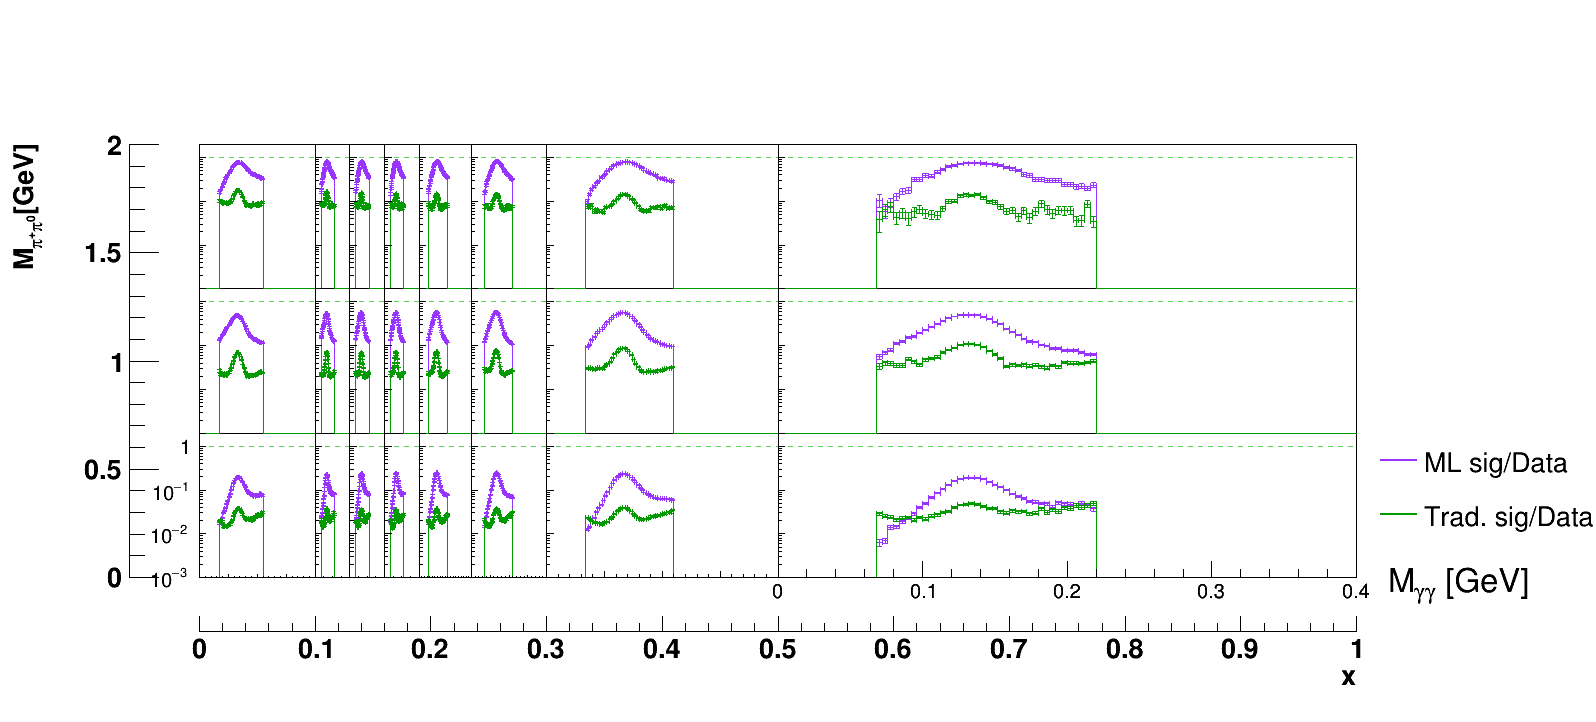 M_{π⁺π⁰}[GeV]
2
1.5
1
0.5
0
1
10⁻¹
10⁻²
10⁻³
ML sig/Data
Trad. sig/Data
0 0.1 0.2 0.3 0.4
M_{γγ} [GeV]
0 0.1 0.2 0.3 0.4 0.5 0.6 0.7 0.8 0.9 1
x